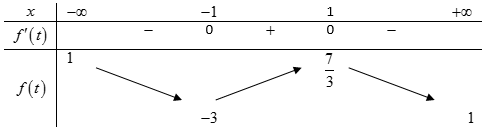 x −∞ −1 1 +∞
f′(t) − 0 + 0 −
f(t) 1 −3 7/3 1